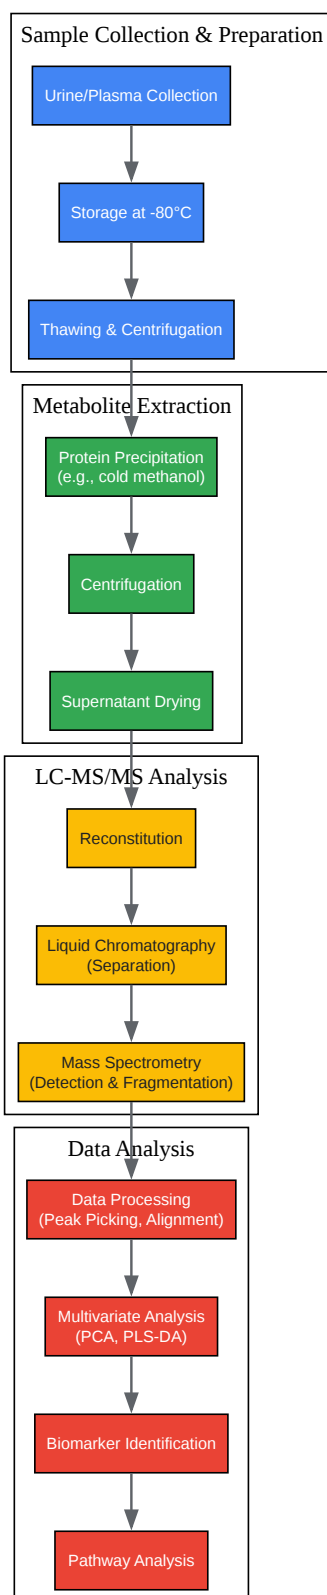 Sample Collection & Preparation
Urine/Plasma Collection
Storage at -80°C
Thawing & Centrifugation
Metabolite Extraction
Protein Precipitation
(e.g., cold methanol)
Centrifugation
Supernatant Drying
LC-MS/MS Analysis
Reconstitution
Liquid Chromatography
(Separation)
Mass Spectrometry
(Detection & Fragmentation)
Data Analysis
Data Processing
(Peak Picking, Alignment)
Multivariate Analysis
(PCA, PLS-DA)
Biomarker Identification
Pathway Analysis